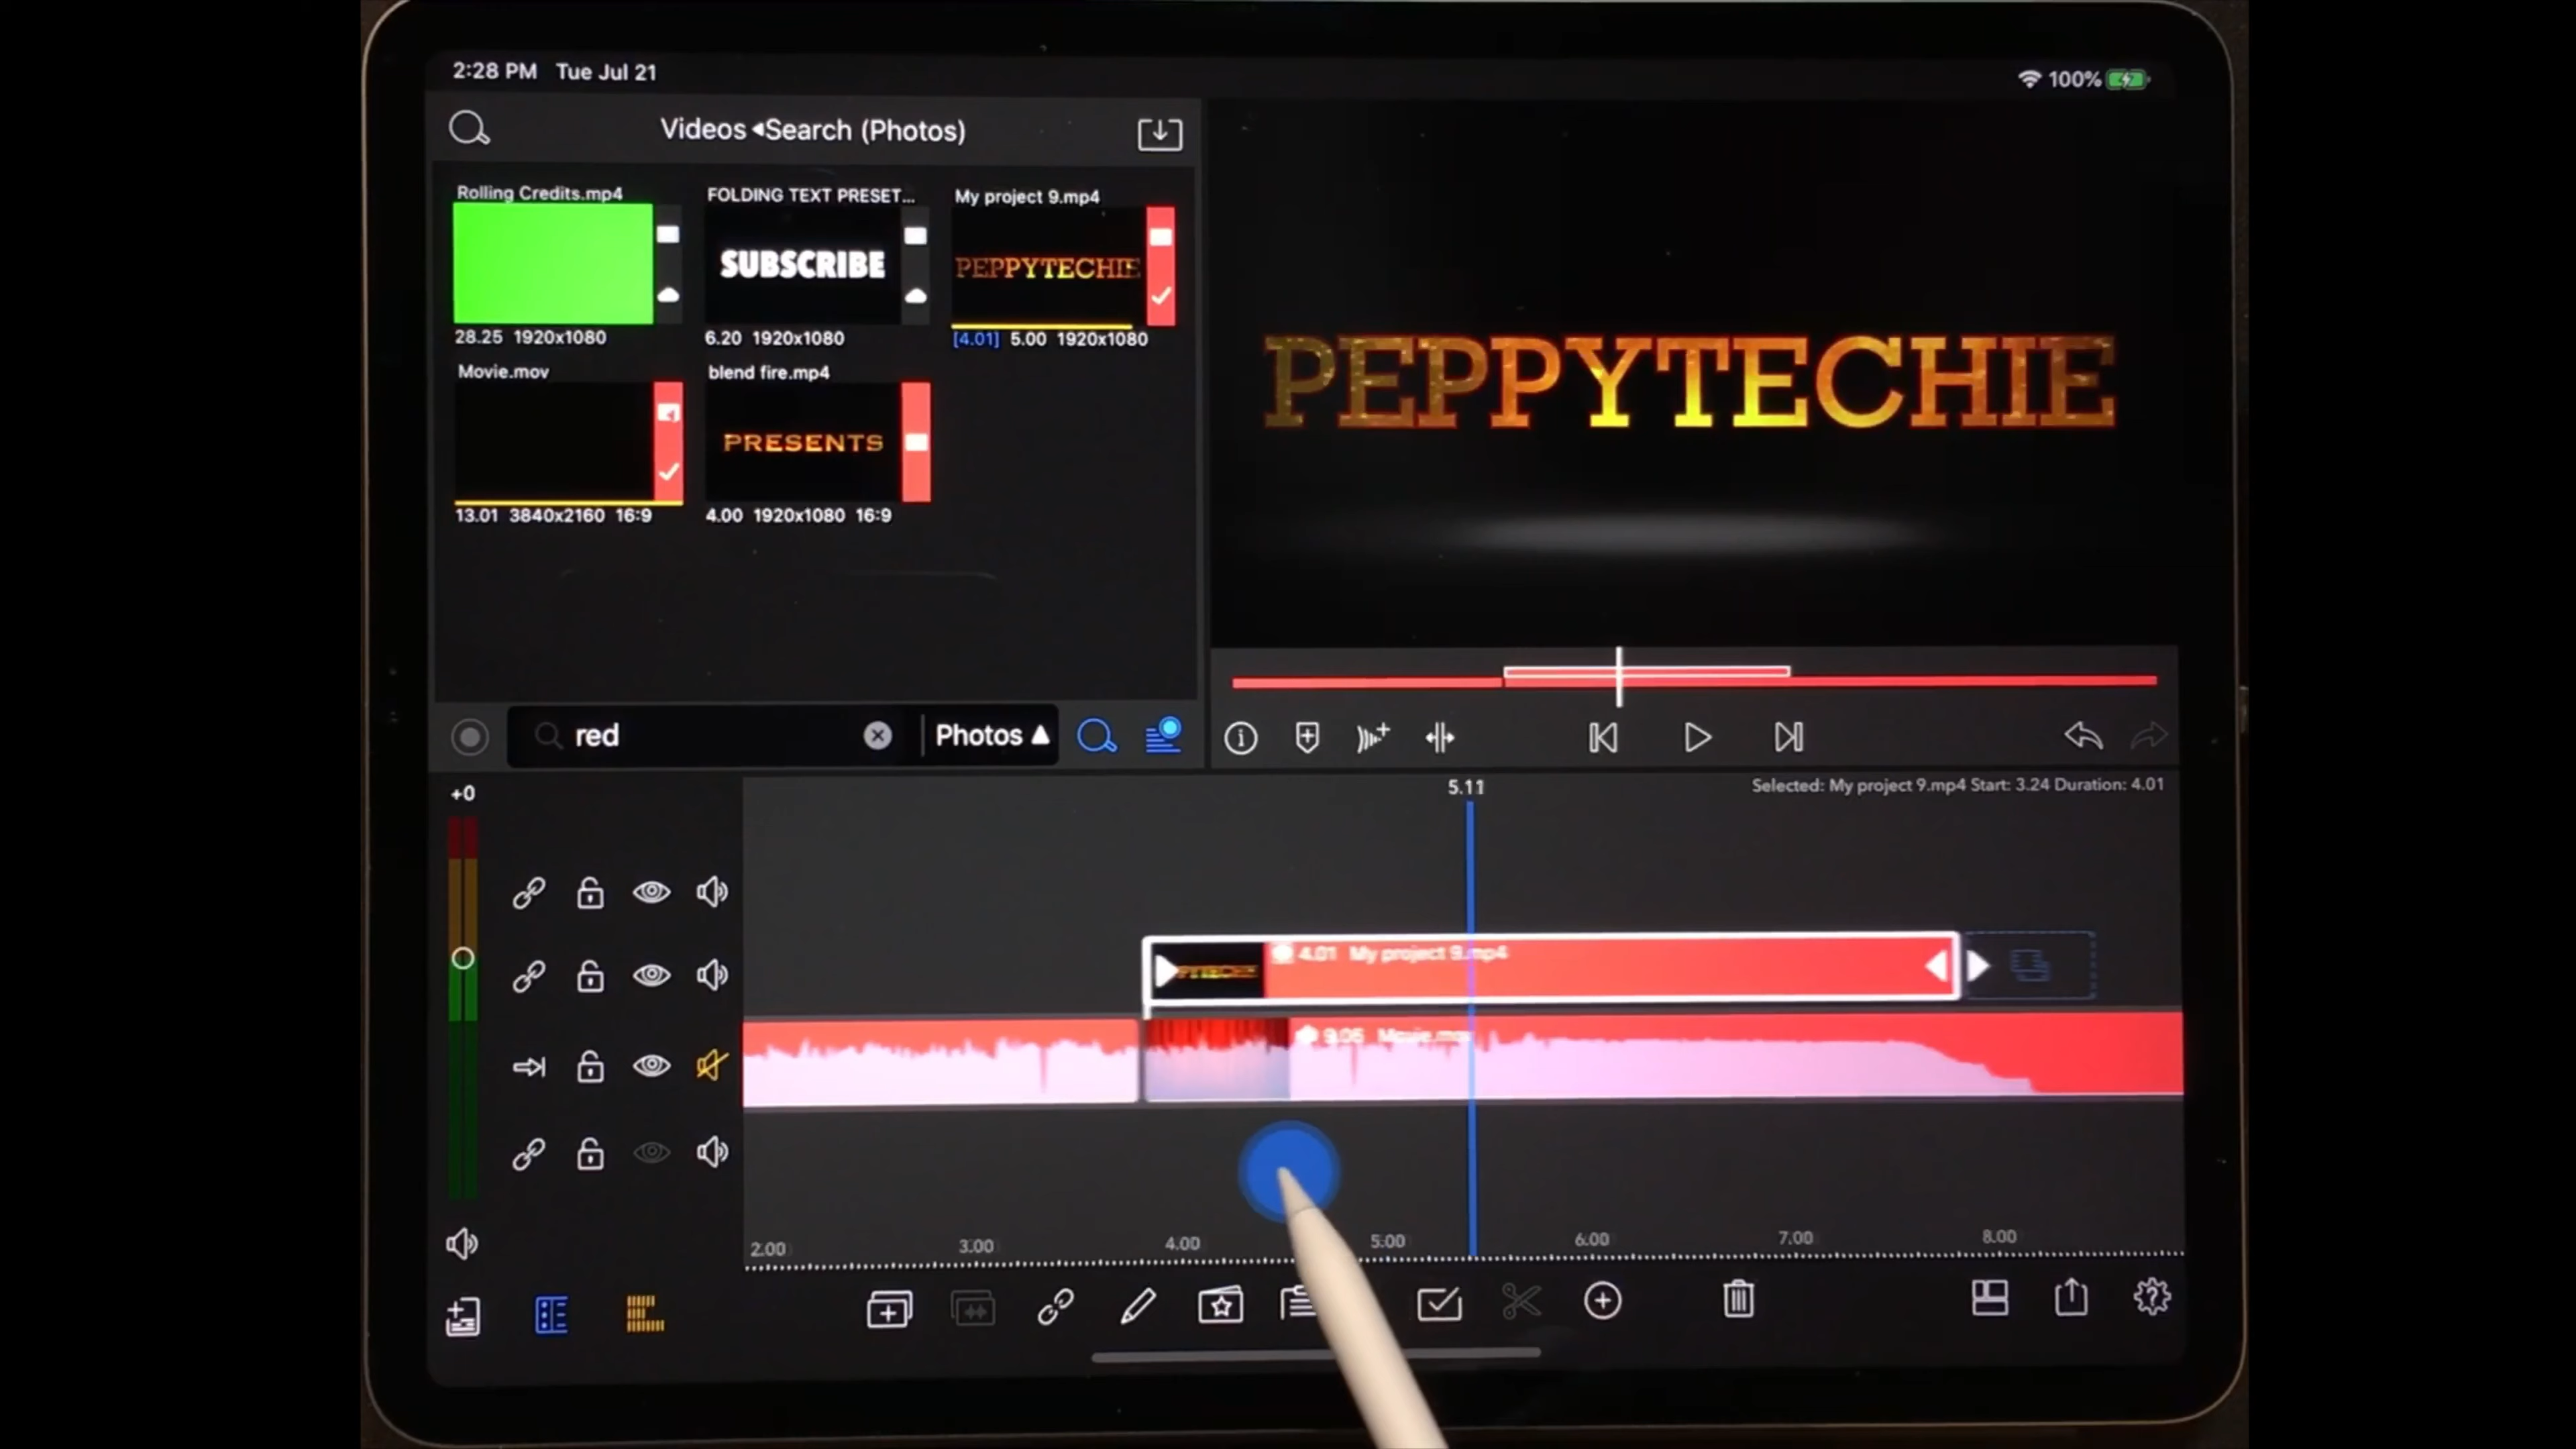 2:28 PM Tue Jul 21
100%
Videos ◂Search (Photos)
Rolling Credits.mp4
FOLDING TEXT PRESET...
My project 9.mp4
SUBSCRIBE
PEPPYTECHIE
28.25 1920x1080
6.20 1920x1080
[4.01] 5.00 1920x1080
Movie.mov
blend fire.mp4
PRESENTS
13.01 3840x2160 16:9
4.00 1920x1080 16:9
PEPPYTECHIE
red
Photos ▲
+0
5.11
Selected: My project 9.mp4 Start: 3.24 Duration: 4.01
4.01 My project 9.mp4
9.05 Movie.mov
2.00 3.00 4.00 5:00 6.00 7.00 8.00